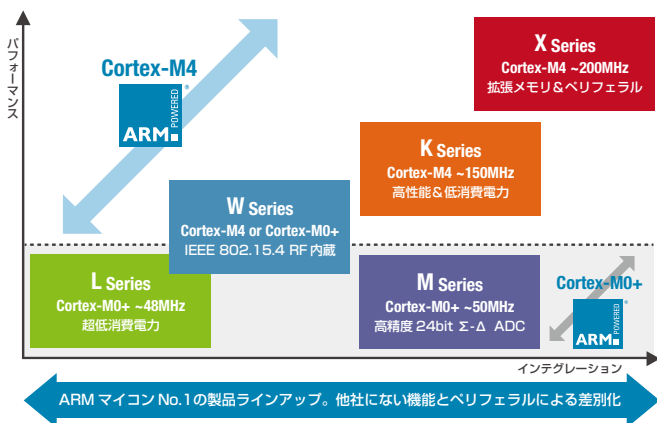 パフォーマンス
Cortex-M4
ARM POWERED
®
X Series
Cortex-M4 ~200MHz
拡張メモリ&ペリフェラル
K Series
Cortex-M4 ~150MHz
高性能&低消費電力
W Series
Cortex-M4 or Cortex-M0+
IEEE 802.15.4 RF内蔵
L Series
Cortex-M0+ ~48MHz
超低消費電力
M Series
Cortex-M0+ ~50MHz
高精度 24bit Σ-Δ ADC
Cortex-M0+
ARM POWERED
®
インテグレーション
ARM マイコン No.1の製品ラインアップ。他社にない機能とペリフェラルによる差別化